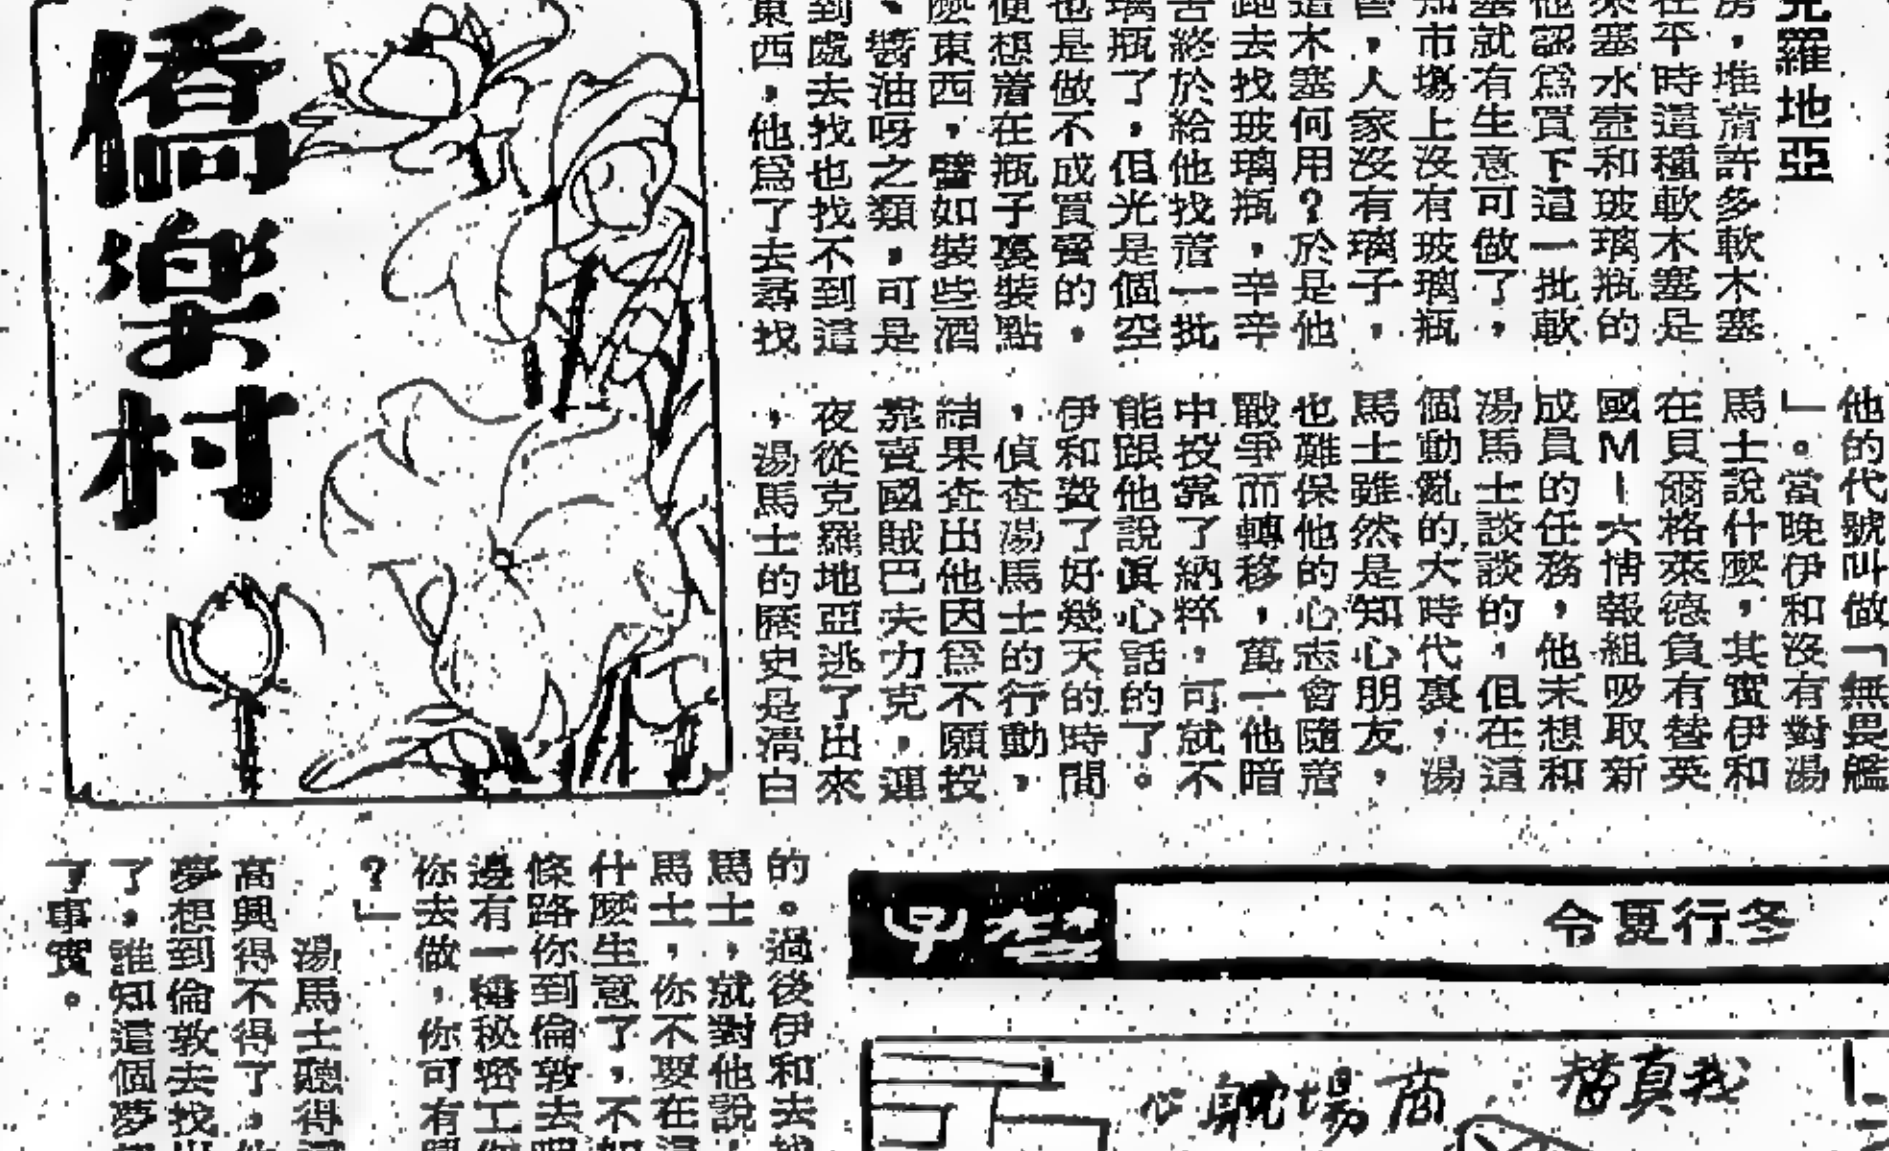 克羅地亞
房，堆滿許多軟木塞
在平時這種軟木塞是
來塞水壼和玻璃瓶的
他認爲買下這一批軟
塞就有生意可做了，
知市塲上沒有玻璃瓶
，人家沒有璃子，
這木塞何用？於是他
跑去找玻璃瓶，辛辛
苦終於給他找着一批
璃瓶了，但光是個空
也是做不成買賣的，
便想着在瓶子裏裝點
麽東西，譬如裝些酒
、醬油呀之類，可是
到處去找也找不到這
東西，他爲了去尋找
他的代號叫做「無畏艦
」。當晚伊和沒有對湯
馬士說什麽，其實伊和
在貝爾格萊德負有替英
國M－六情報組吸取新
成員的任務，他未想和
湯馬士談談的，但在這
個動亂的大時代裏，湯
馬士雖然是知心朋友，
也難保他的心志會隨着
戰爭而轉移，萬一他暗
中投靠了納粹，可就不
能跟他說眞心話的了。
伊和費了好幾天的時間
，偵查湯馬士的行動，
結果查出他因爲不願投
靠賣國賊巴夫力克，連
夜從克羅地亞逃了出來
，湯馬士的歷史是清白
僑樂村
的。過後伊和去找
馬士，就對他說：
馬士，你不要在這
什麽生意了，不如
條路你到倫敦去吧
邊有一種秘密工作
你去做，你可有興
？」
湯馬士聽得這
高興得不得了，他
夢想到倫敦去找出
了，誰知這個夢
了事實。
冬行夏令
我真替
商場